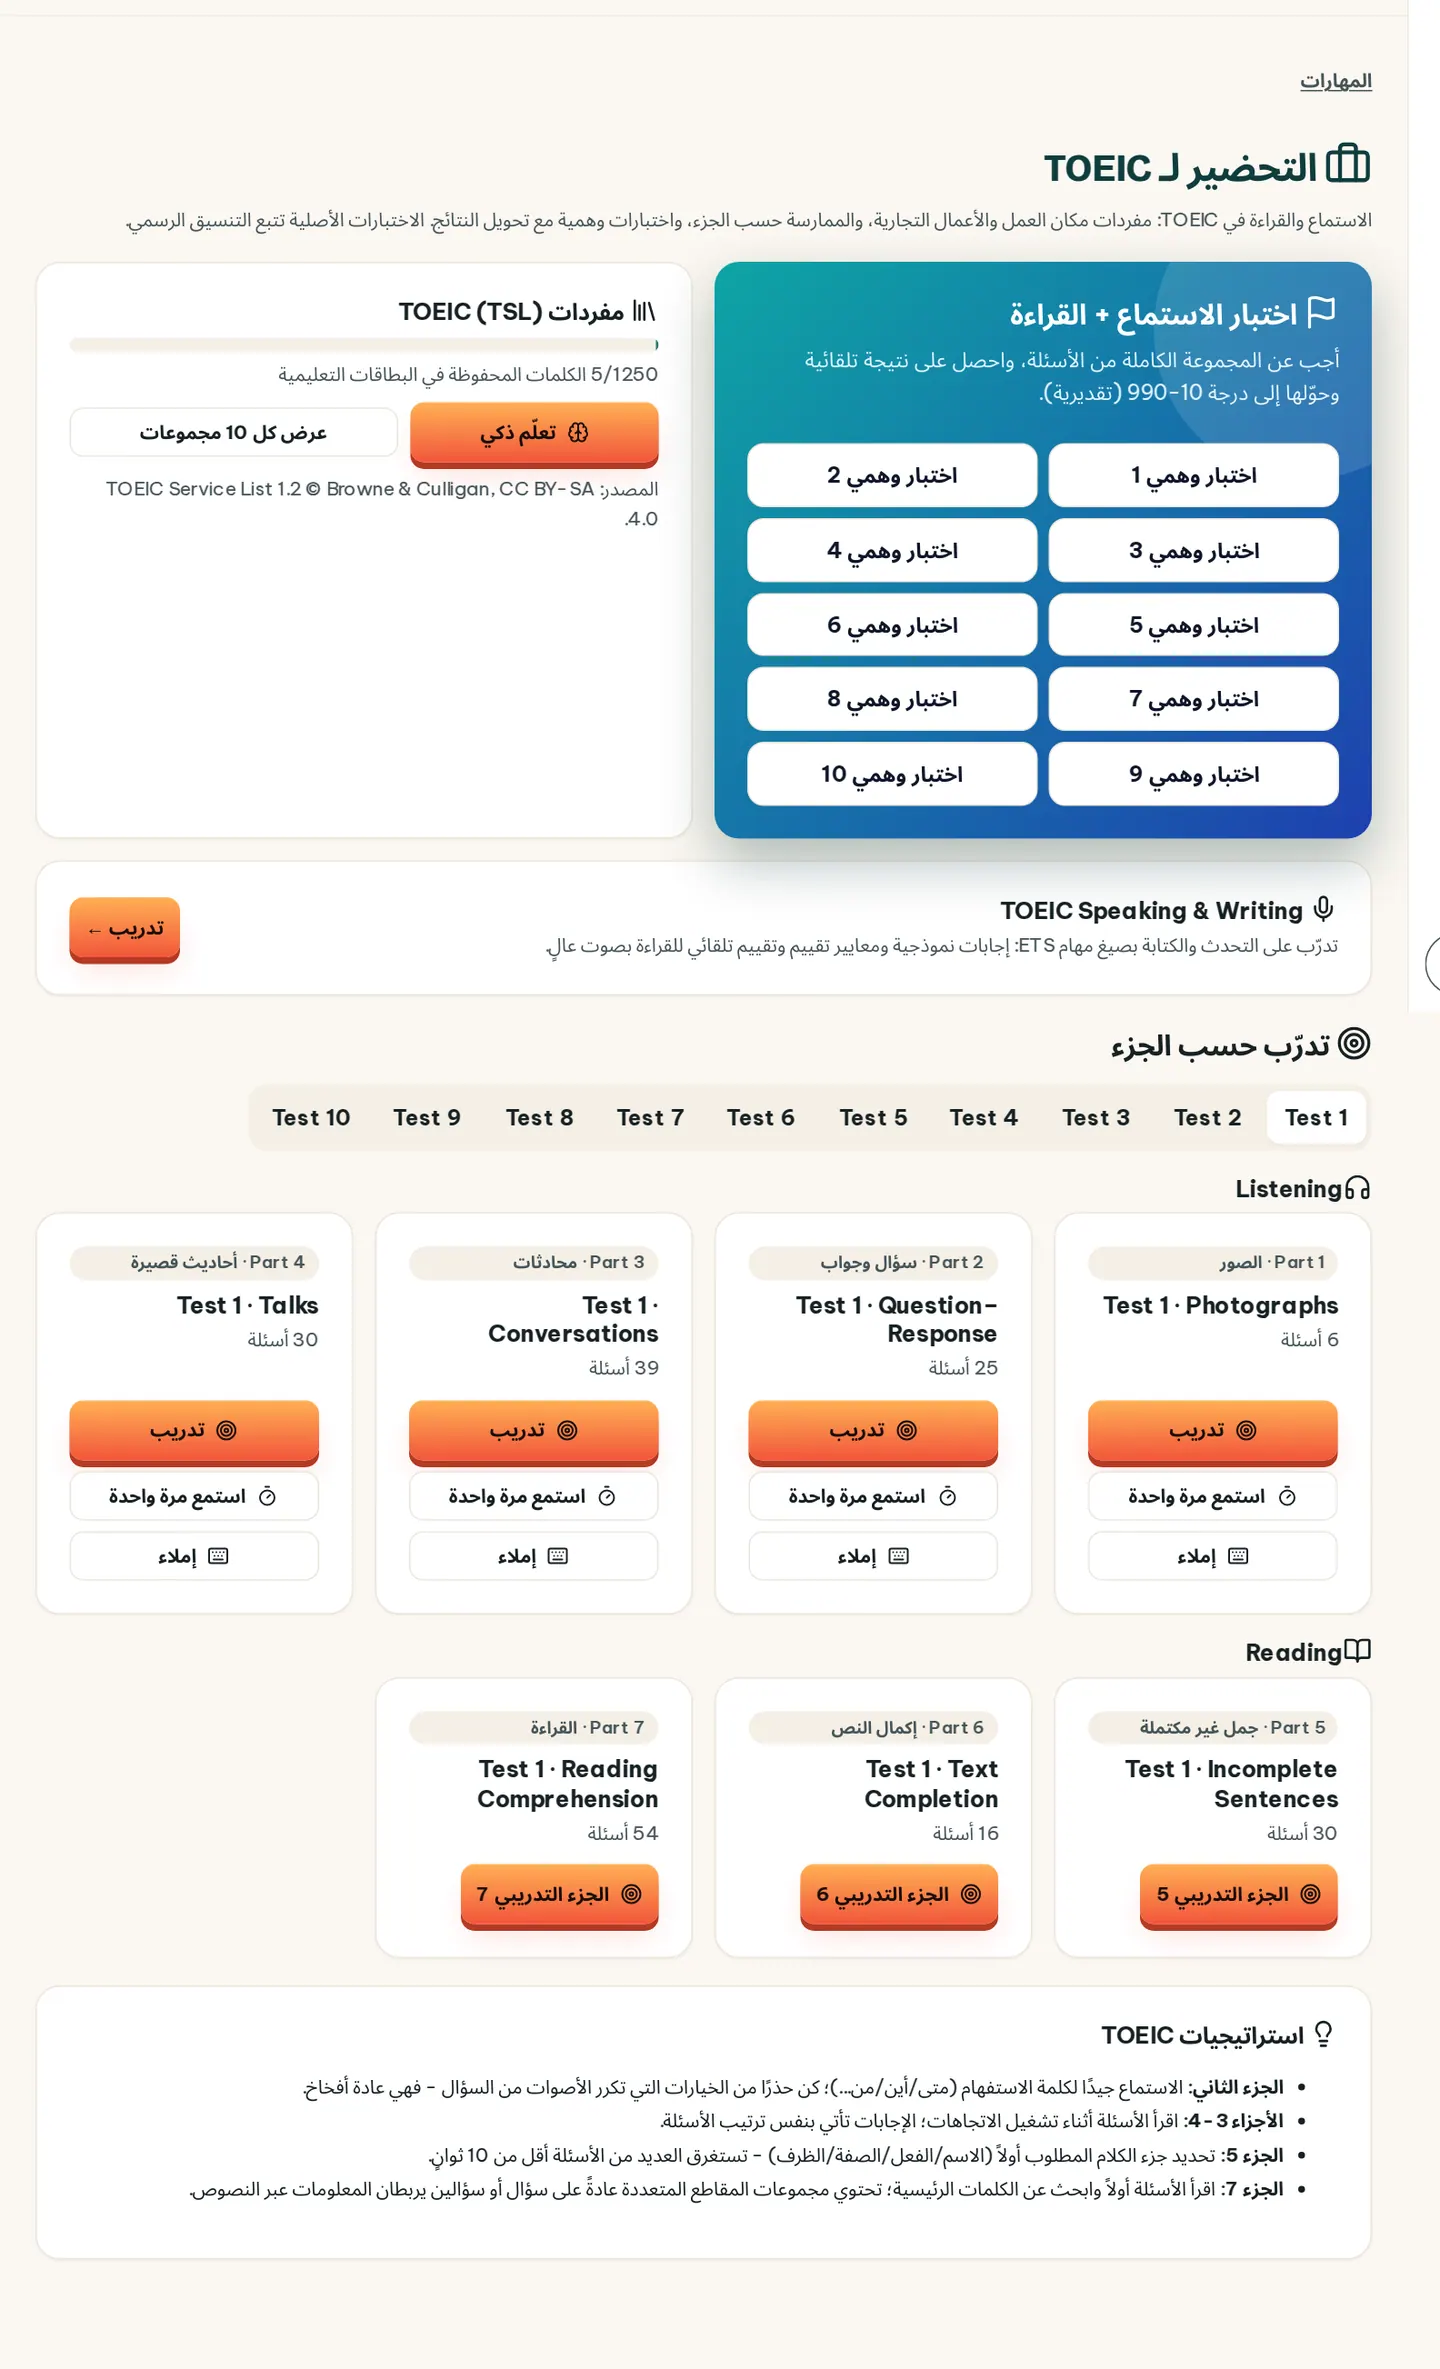 المهارات
التحضير لـ TOEIC
الاستماع والقراءة في TOEIC: مفردات مكان العمل والأعمال التجارية، والممارسة حسب الجزء، واختبارات وهمية مع تحويل النتائج. الاختبارات الأصلية تتبع التنسيق الرسمي.
اختبار الاستماع + القراءة
أجب عن المجموعة الكاملة من الأسئلة، واحصل على نتيجة تلقائية
وحوّلها إلى درجة 10–990 (تقديرية).
اختبار وهمي 1
اختبار وهمي 2
اختبار وهمي 3
اختبار وهمي 4
اختبار وهمي 5
اختبار وهمي 6
اختبار وهمي 7
اختبار وهمي 8
اختبار وهمي 9
اختبار وهمي 10
مفردات TOEIC (TSL)
5/1250 الكلمات المحفوظة في البطاقات التعليمية
تعلّم ذكي
عرض كل 10 مجموعات
المصدر: TOEIC Service List 1.2 © Browne & Culligan, CC BY-SA
4.0.
TOEIC Speaking & Writing
تدرّب على التحدث والكتابة بصيغ مهام ETS: إجابات نموذجية ومعايير تقييم وتقييم تلقائي للقراءة بصوت عالٍ.
تدريب ←
تدرّب حسب الجزء
Test 1
Test 2
Test 3
Test 4
Test 5
Test 6
Test 7
Test 8
Test 9
Test 10
Listening
Part 1 · الصور
Test 1 · Photographs
6 أسئلة
تدريب
استمع مرة واحدة
إملاء
Part 2 · سؤال وجواب
Test 1 · Question–
Response
25 أسئلة
تدريب
استمع مرة واحدة
إملاء
Part 3 · محادثات
Test 1 ·
Conversations
39 أسئلة
تدريب
استمع مرة واحدة
إملاء
Part 4 · أحاديث قصيرة
Test 1 · Talks
30 أسئلة
تدريب
استمع مرة واحدة
إملاء
Reading
Part 5 · جمل غير مكتملة
Test 1 · Incomplete
Sentences
30 أسئلة
الجزء التدريبي 5
Part 6 · إكمال النص
Test 1 · Text
Completion
16 أسئلة
الجزء التدريبي 6
Part 7 · القراءة
Test 1 · Reading
Comprehension
54 أسئلة
الجزء التدريبي 7
استراتيجيات TOEIC
• الجزء الثاني: الاستماع جيدًا لكلمة الاستفهام (متى/أين/من...)؛ كن حذرًا من الخيارات التي تكرر الأصوات من السؤال – فهي عادة أفخاخ.
• الأجزاء 3-4: اقرأ الأسئلة أثناء تشغيل الاتجاهات؛ الإجابات تأتي بنفس ترتيب الأسئلة.
• الجزء 5: تحديد جزء الكلام المطلوب أولاً (الاسم/الفعل/الصفة/الظرف) – تستغرق العديد من الأسئلة أقل من 10 ثوانٍ.
• الجزء 7: اقرأ الأسئلة أولاً وابحث عن الكلمات الرئيسية؛ تحتوي مجموعات المقاطع المتعددة عادةً على سؤال أو سؤالين يربطان المعلومات عبر النصوص.